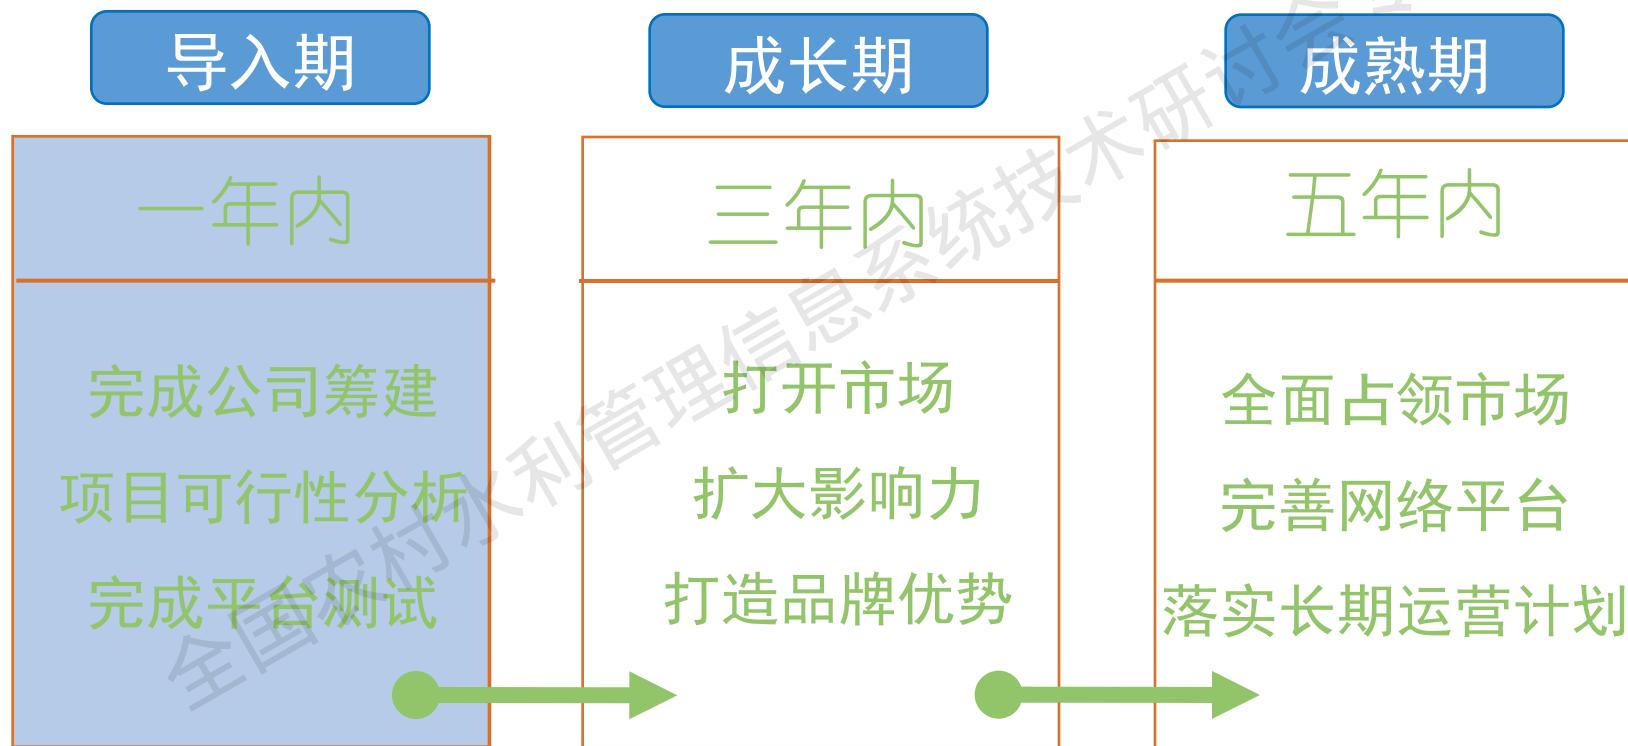 导入期
一年内
完成公司筹建
项目可行性分析
完成平台测试
成长期
三年内
打开市场
扩大影响力
打造品牌优势
成熟期
五年内
全面占领市场
完善网络平台
落实长期运营计划
全国农村水利管理信息系统技术研讨会